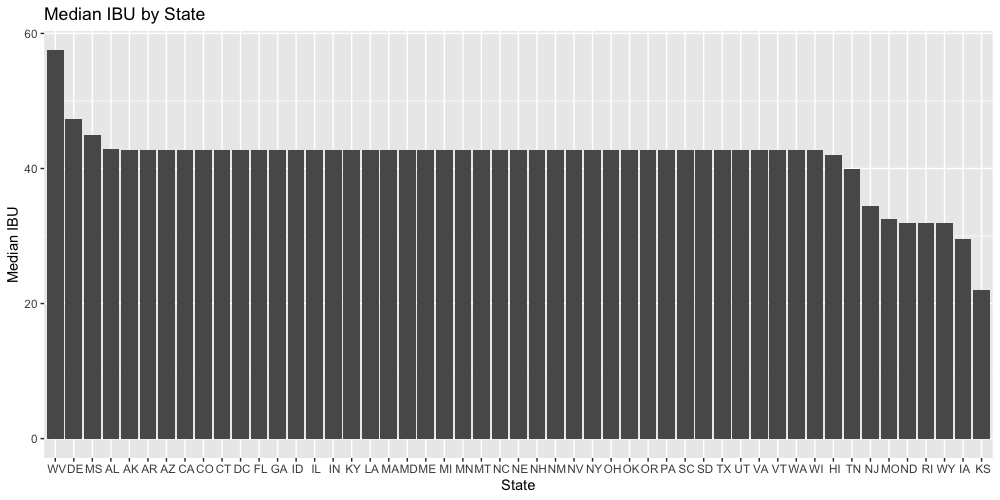 Median IBU by State
60
40
20
0
Median IBU
WV DE MS AL AK AR AZ CA CO CT DC FL GA ID IL IN KY LA MA MD ME MI MN MT NC NE NH NM NV NY OH OK OR PA SC SD TX UT VA VT WA WI HI TN NJ MO ND RI WY IA KS
State